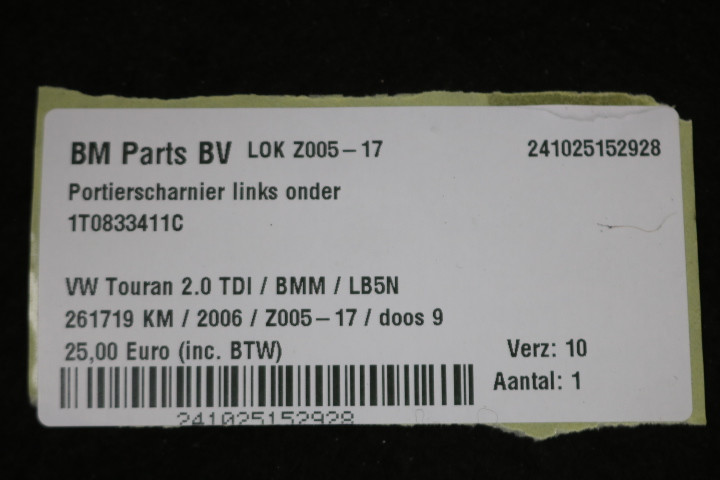 BM Parts BV LOK Z005-17 241025152928
Portierscharnier links onder
1T0833411C
VW Touran 2.0 TDI / BMM / LB5N
261719 KM / 2006 / Z005-17 / doos 9
25,00 Euro (inc. BTW) Verz: 10
Aantal: 1
241025152928